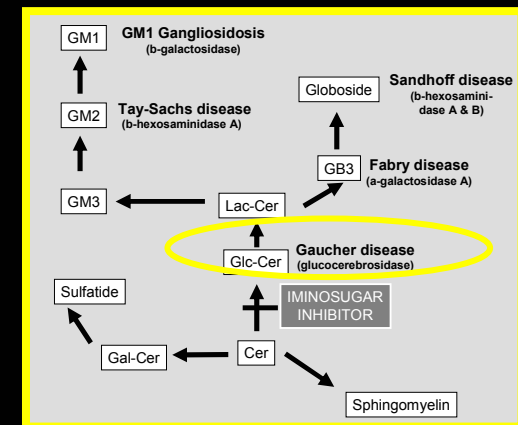 GM1
GM1 Gangliosidosis
(b-galactosidase)
Globoside
Sandhoff disease
(b-hexosamini-
dase A & B)
GM2
Tay-Sachs disease
(b-hexosaminidase A)
GB3
Fabry disease
(a-galactosidase A)
GM3
Lac-Cer
Glc-Cer
Gaucher disease
(glucocerebrosidase)
Sulfatide
IMINOSUGAR
INHIBITOR
Gal-Cer
Cer
Sphingomyelin